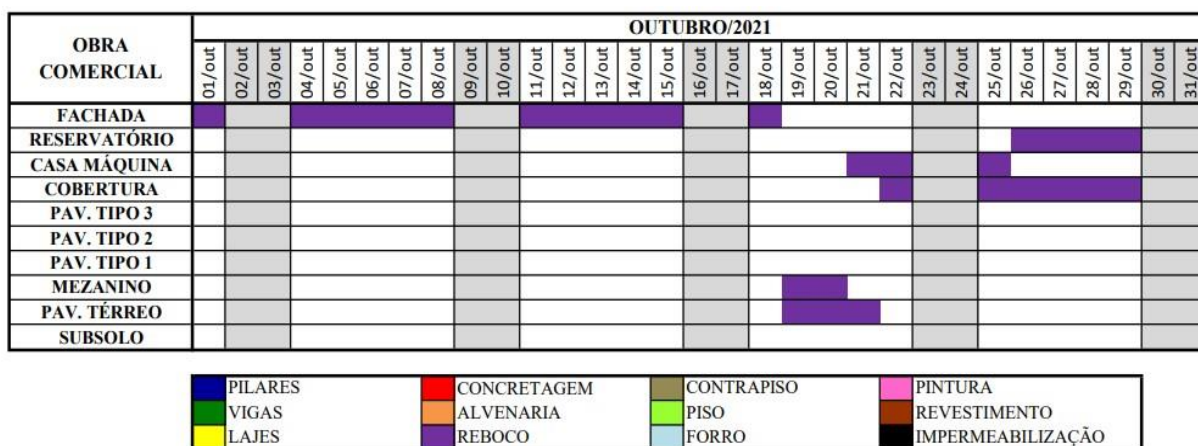 OBRA COMERCIAL
OUTUBRO/2021
01/out 02/out 03/out 04/out 05/out 06/out 07/out 08/out 09/out 10/out 11/out 12/out 13/out 14/out 15/out 16/out 17/out 18/out 19/out 20/out 21/out 22/out 23/out 24/out 25/out 26/out 27/out 28/out 29/out 30/out 31/out
FACHADA
RESERVATÓRIO
CASA MÁQUINA
COBERTURA
PAV. TIPO 3
PAV. TIPO 2
PAV. TIPO 1
MEZANINO
PAV. TÉRREO
SUBSOLO
PILARES CONCRETAGEM CONTRAPISO PINTURA
VIGAS ALVENARIA PISO REVESTIMENTO
LAJES REBOCO FORRO IMPERMEABILIZAÇÃO